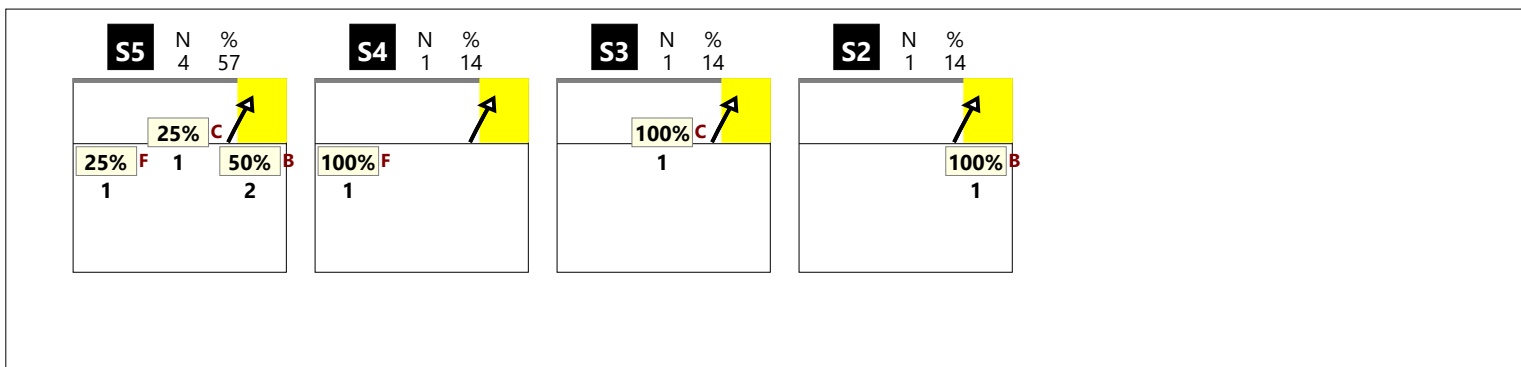 S5 N % 4 57
25% C
25% F 1 50% B
1 2
S4 N % 1 14
100% F
1
S3 N % 1 14
100% C
1
S2 N % 1 14
100% B
1